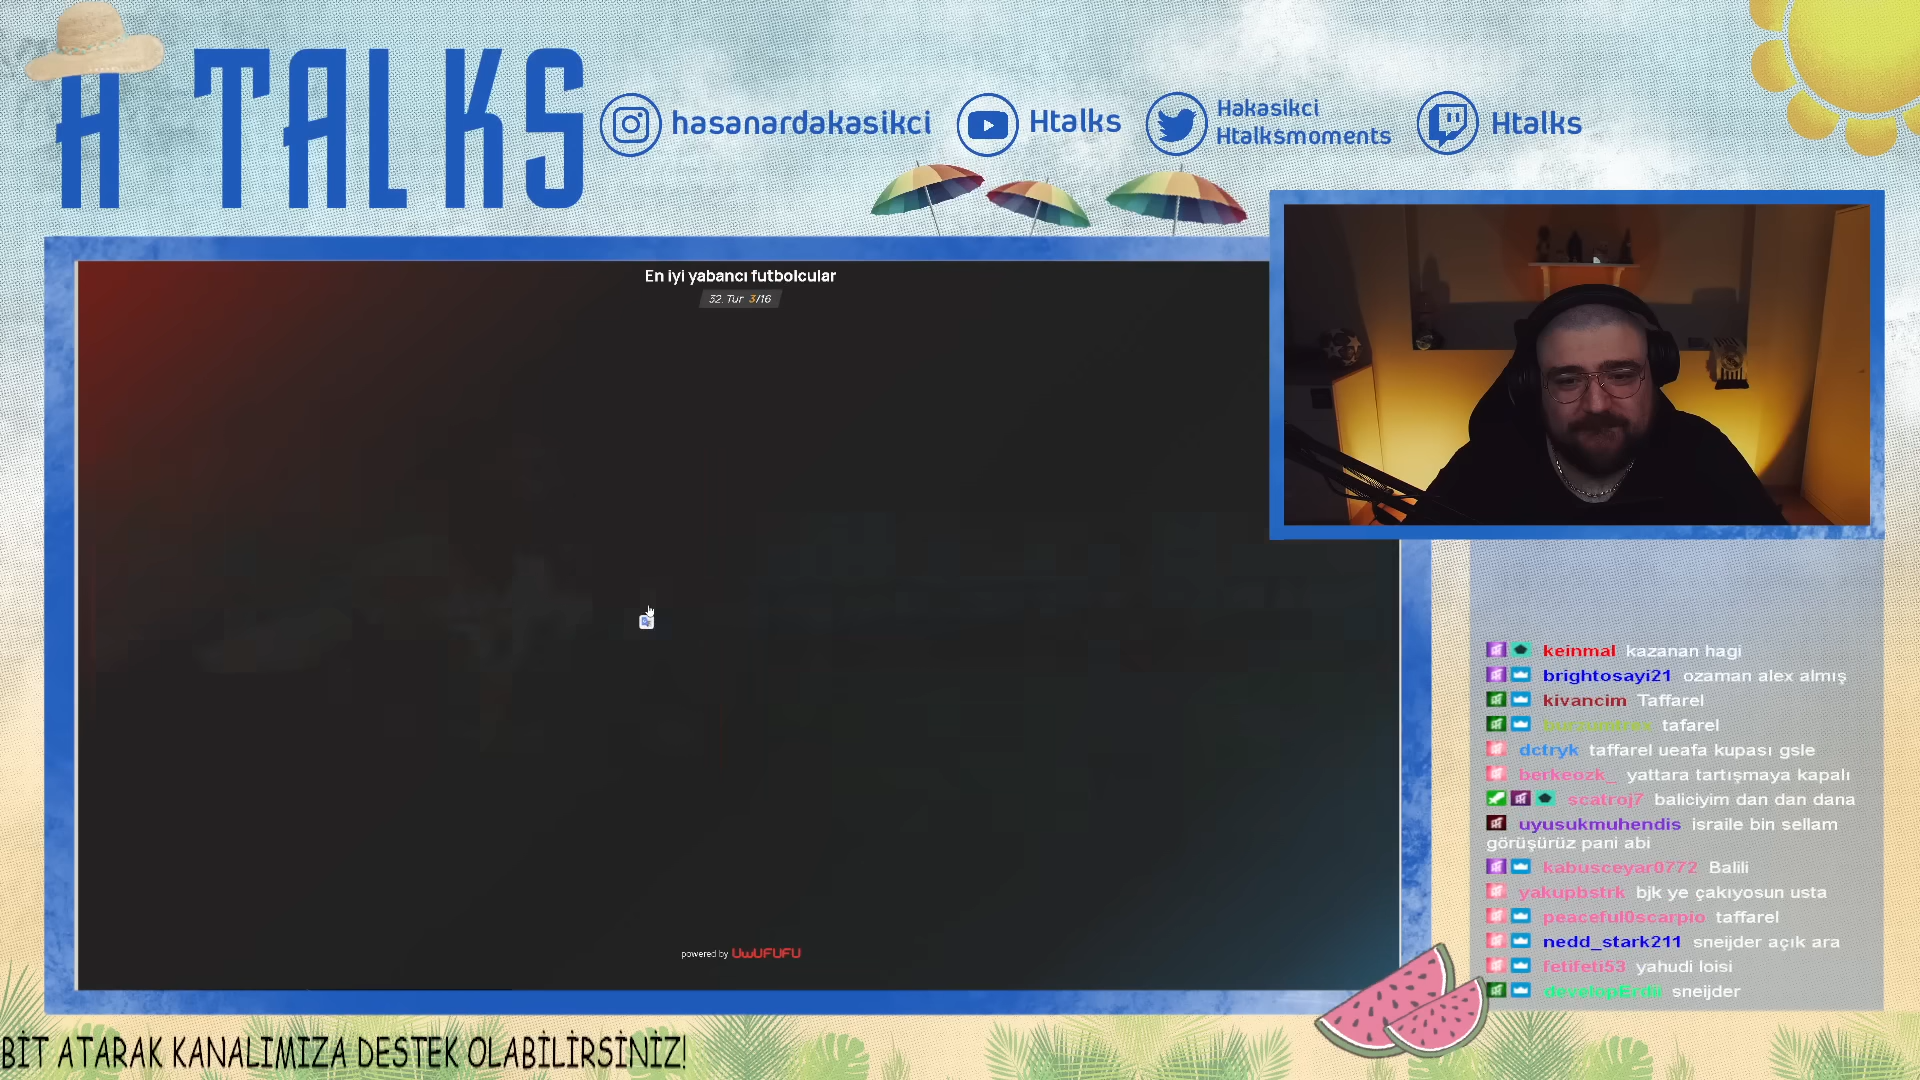 H TALKS
hasanardakasikci
Htalks
Hakasikci
Htalksmoments
Htalks
En iyi yabancı futbolcular
32. Tur 3/16
powered by UwUFUFU
keinmal kazanan hagi
brightosayi21 ozaman alex almış
kivancim Taffarel
tafarel
dctryk taffarel ueafa kupası gsle
berkeozk_ yattara tartışmaya kapalı
scatroj7 baliciyim dan dan dana
uyusukmuhendis israile bin sellam
görüşürüz pani abi
kabusceyar0772 Balili
yakupbstrk bjk ye çakıyosun usta
peaceful0scarpio taffarel
nedd_stark211 sneijder açık ara
fetifeti53 yahudi loisi
developErdil sneijder
BİT ATARAK KANALIMIZA DESTEK OLABİLİRSİNİZ!